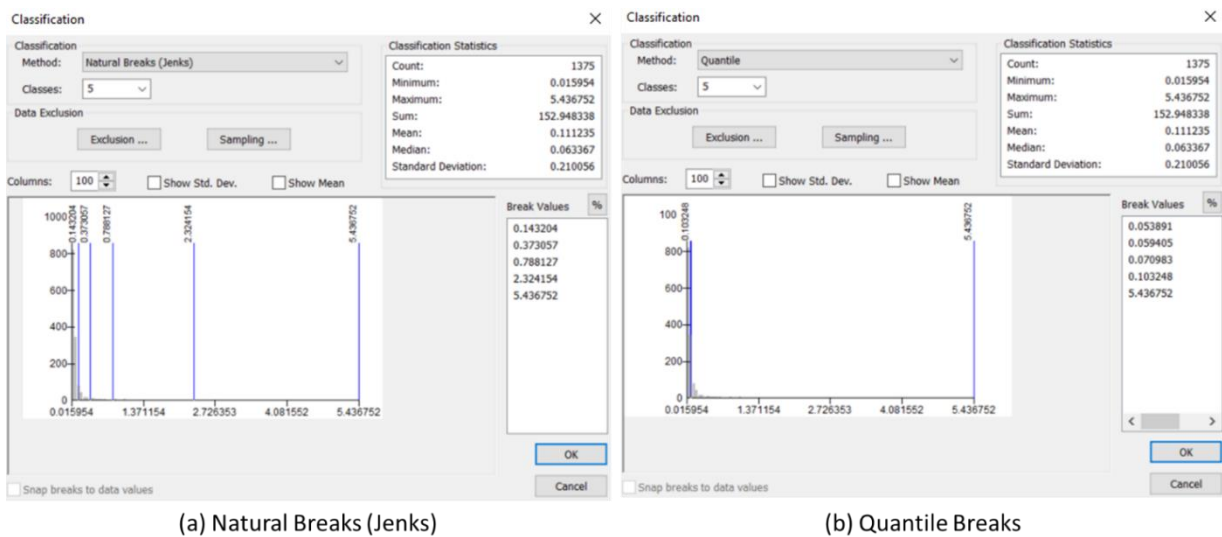 Classification
Classification
Method: Natural Breaks (Jenks)
Classes: 5
Data Exclusion
Exclusion ...
Sampling ...
Classification Statistics
Count: 1375
Minimum: 0.015954
Maximum: 5.436752
Sum: 152.948338
Mean: 0.111235
Median: 0.063367
Standard Deviation: 0.210056
Columns: 100
Show Std. Dev.
Show Mean
Break Values
%
0.143204
0.373057
0.788127
2.324154
5.436752
0.143204
0.373057
0.788127
2.324154
5.436752
1000
800
600
400
200
0
0.015954 1.371154 2.726353 4.081552 5.436752
OK
Cancel
Snap breaks to data values
(a) Natural Breaks (Jenks)
Classification
Classification
Method: Quantile
Classes: 5
Data Exclusion
Exclusion ...
Sampling ...
Classification Statistics
Count: 1375
Minimum: 0.015954
Maximum: 5.436752
Sum: 152.948338
Mean: 0.111235
Median: 0.063367
Standard Deviation: 0.210056
Columns: 100
Show Std. Dev.
Show Mean
Break Values
%
0.053891
0.059405
0.070983
0.103248
5.436752
0.103248
5.436752
100
800
600
400
200
0
0.015954 1.371154 2.726353 4.081552 5.436752
OK
Cancel
Snap breaks to data values
(b) Quantile Breaks